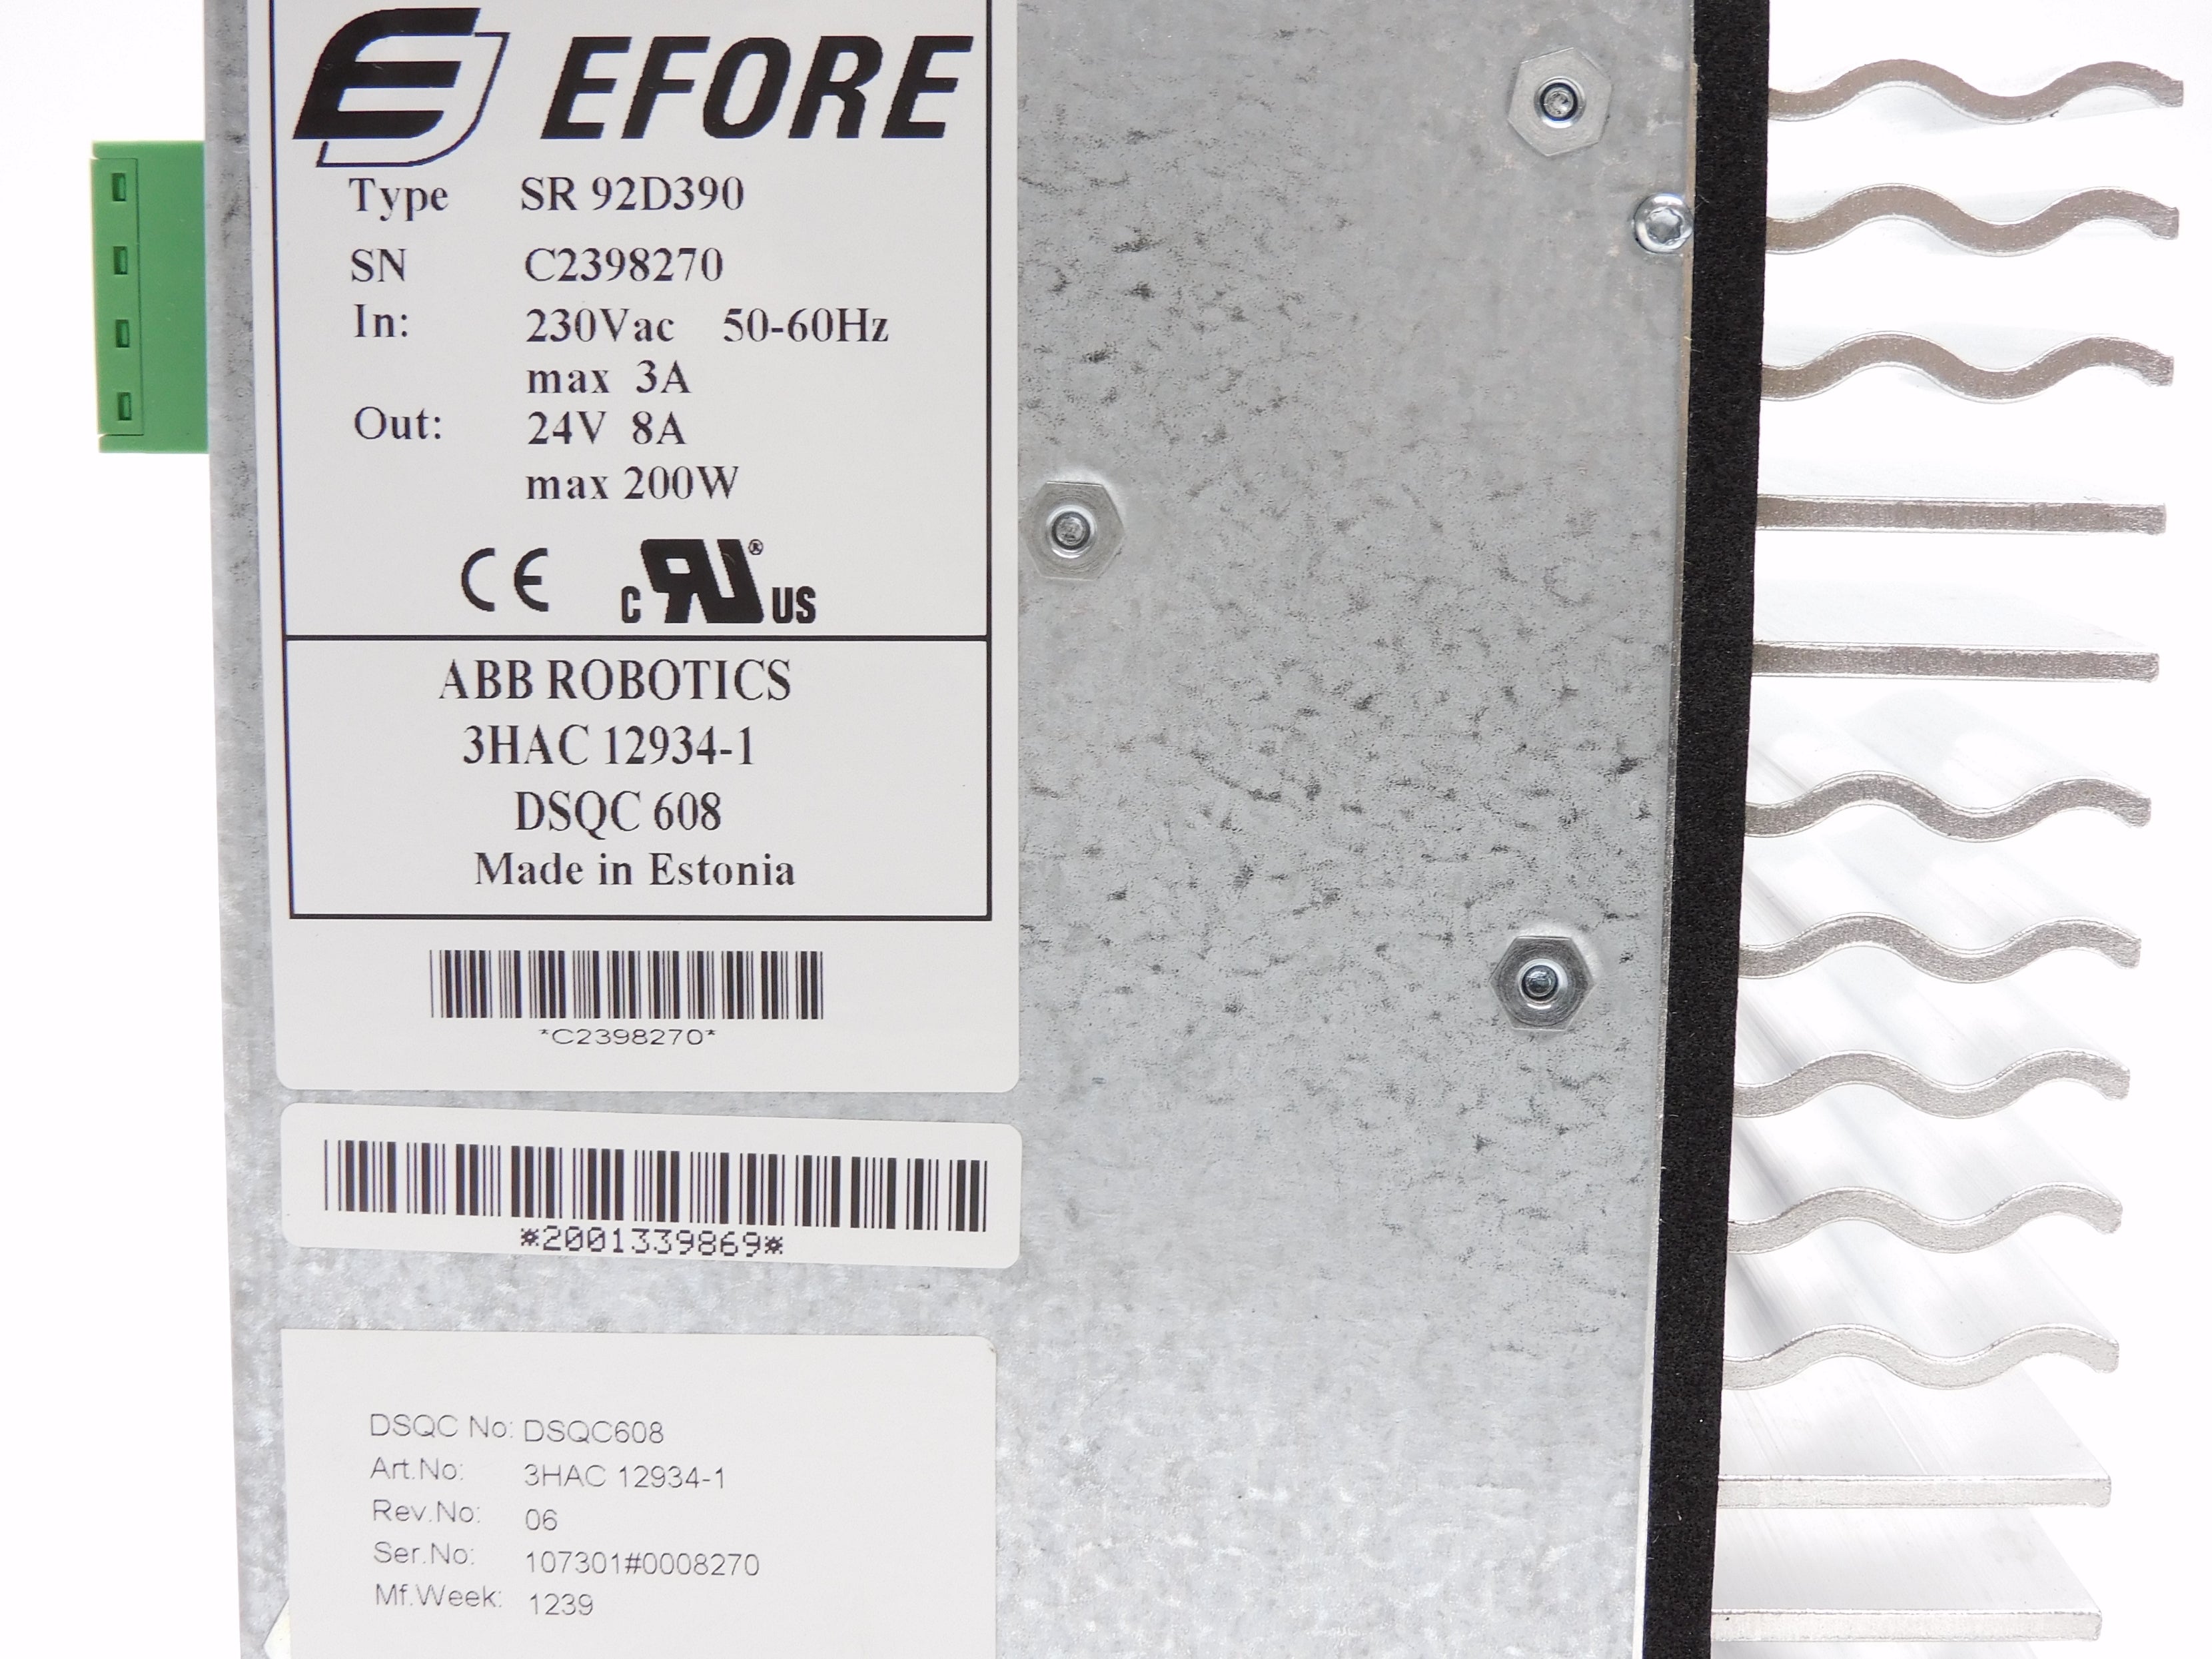 EFORE
Type SR 92D390
SN C2398270
In: 230Vac 50-60Hz
max 3A
Out: 24V 8A
max 200W
CE c RU ® US
ABB ROBOTICS
3HAC 12934-1
DSQC 608
Made in Estonia
*C2398270*
*2001339869*
DSQC No: DSQC608
Art.No: 3HAC 12934-1
Rev.No: 06
Ser.No: 107301#0008270
Mf.Week: 1239